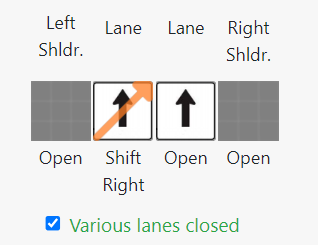 Left Shldr. Lane Lane Right Shldr.
Open Shift Right Open Open
Various lanes closed